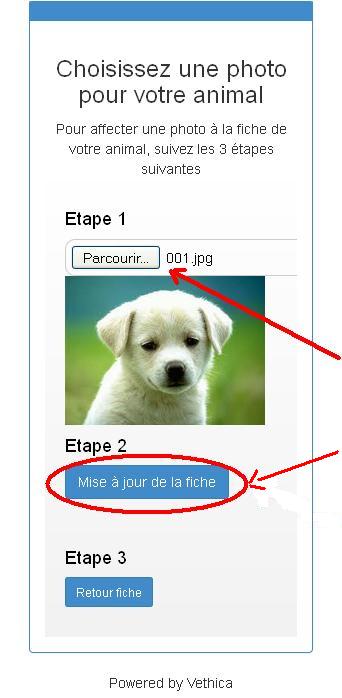 Choisissez une photo
pour votre animal
Pour affecter une photo à la fiche de
votre animal, suivez les 3 étapes
suivantes
Etape 1
Parcourir... 001.jpg
Etape 2
Mise à jour de la fiche
Etape 3
Retour fiche
Powered by Vethica